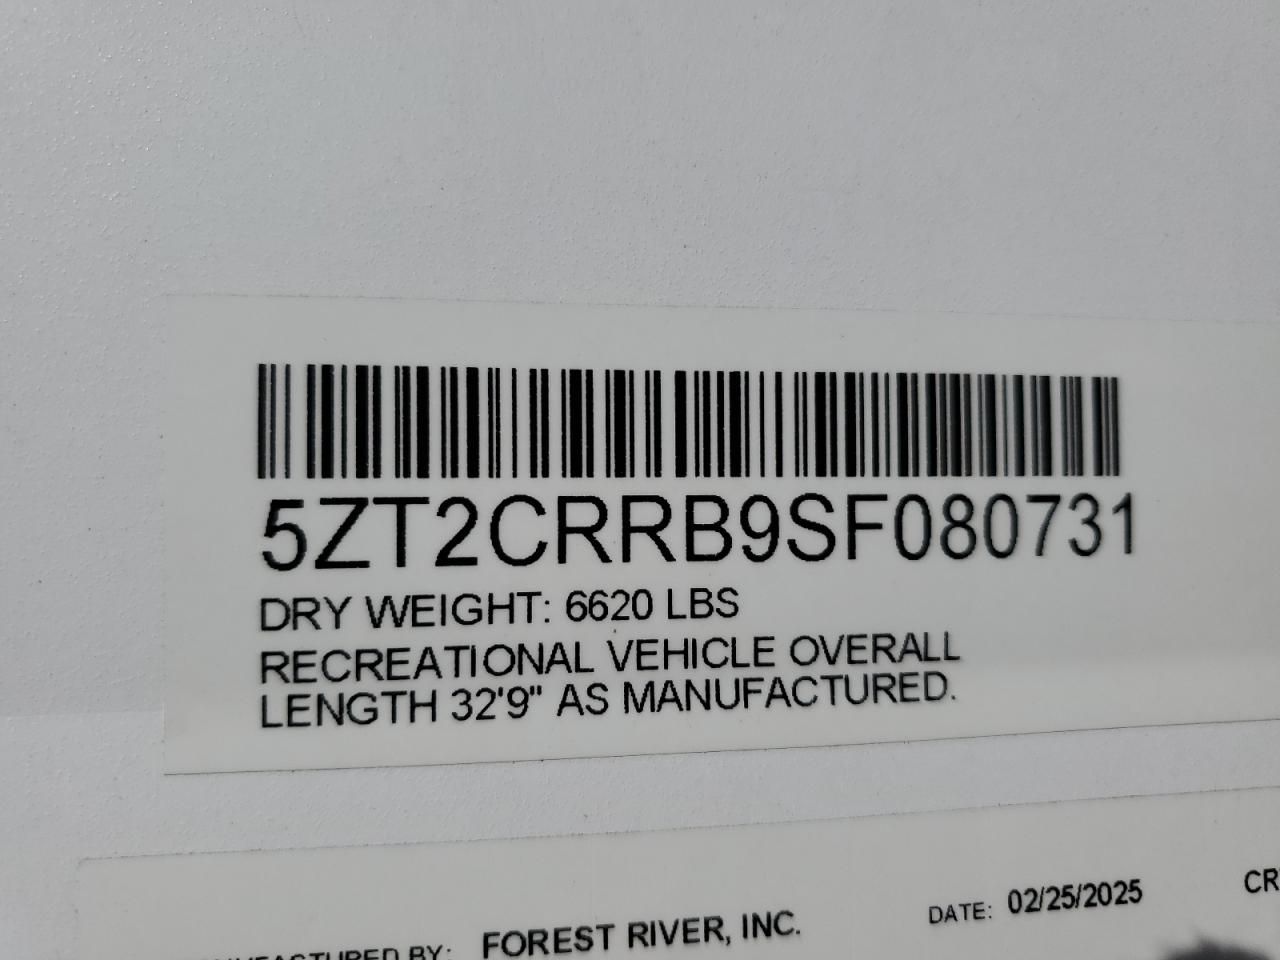 5ZT2CRRB9SF080731
DRY WEIGHT: 6620 LBS
RECREATIONAL VEHICLE OVERALL
LENGTH 32'9" AS MANUFACTURED.
BY: FOREST RIVER, INC. DATE: 02/25/2025